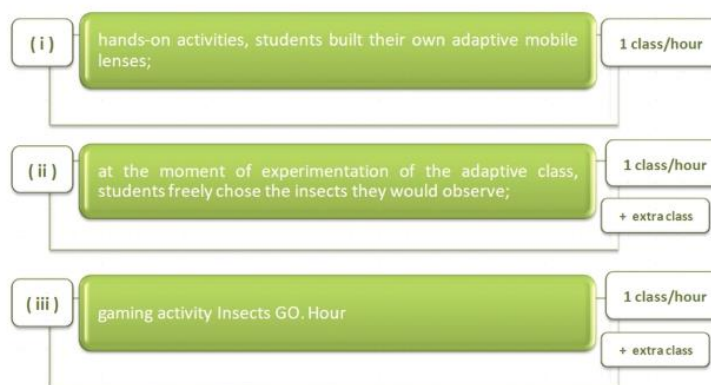 ( i )
hands-on activities, students built their own adaptive mobile
lenses;
1 class/hour
( ii )
at the moment of experimentation of the adaptive class,
students freely chose the insects they would observe;
1 class/hour
+ extra class
( iii )
gaming activity Insects GO. Hour
1 class/hour
+ extra class